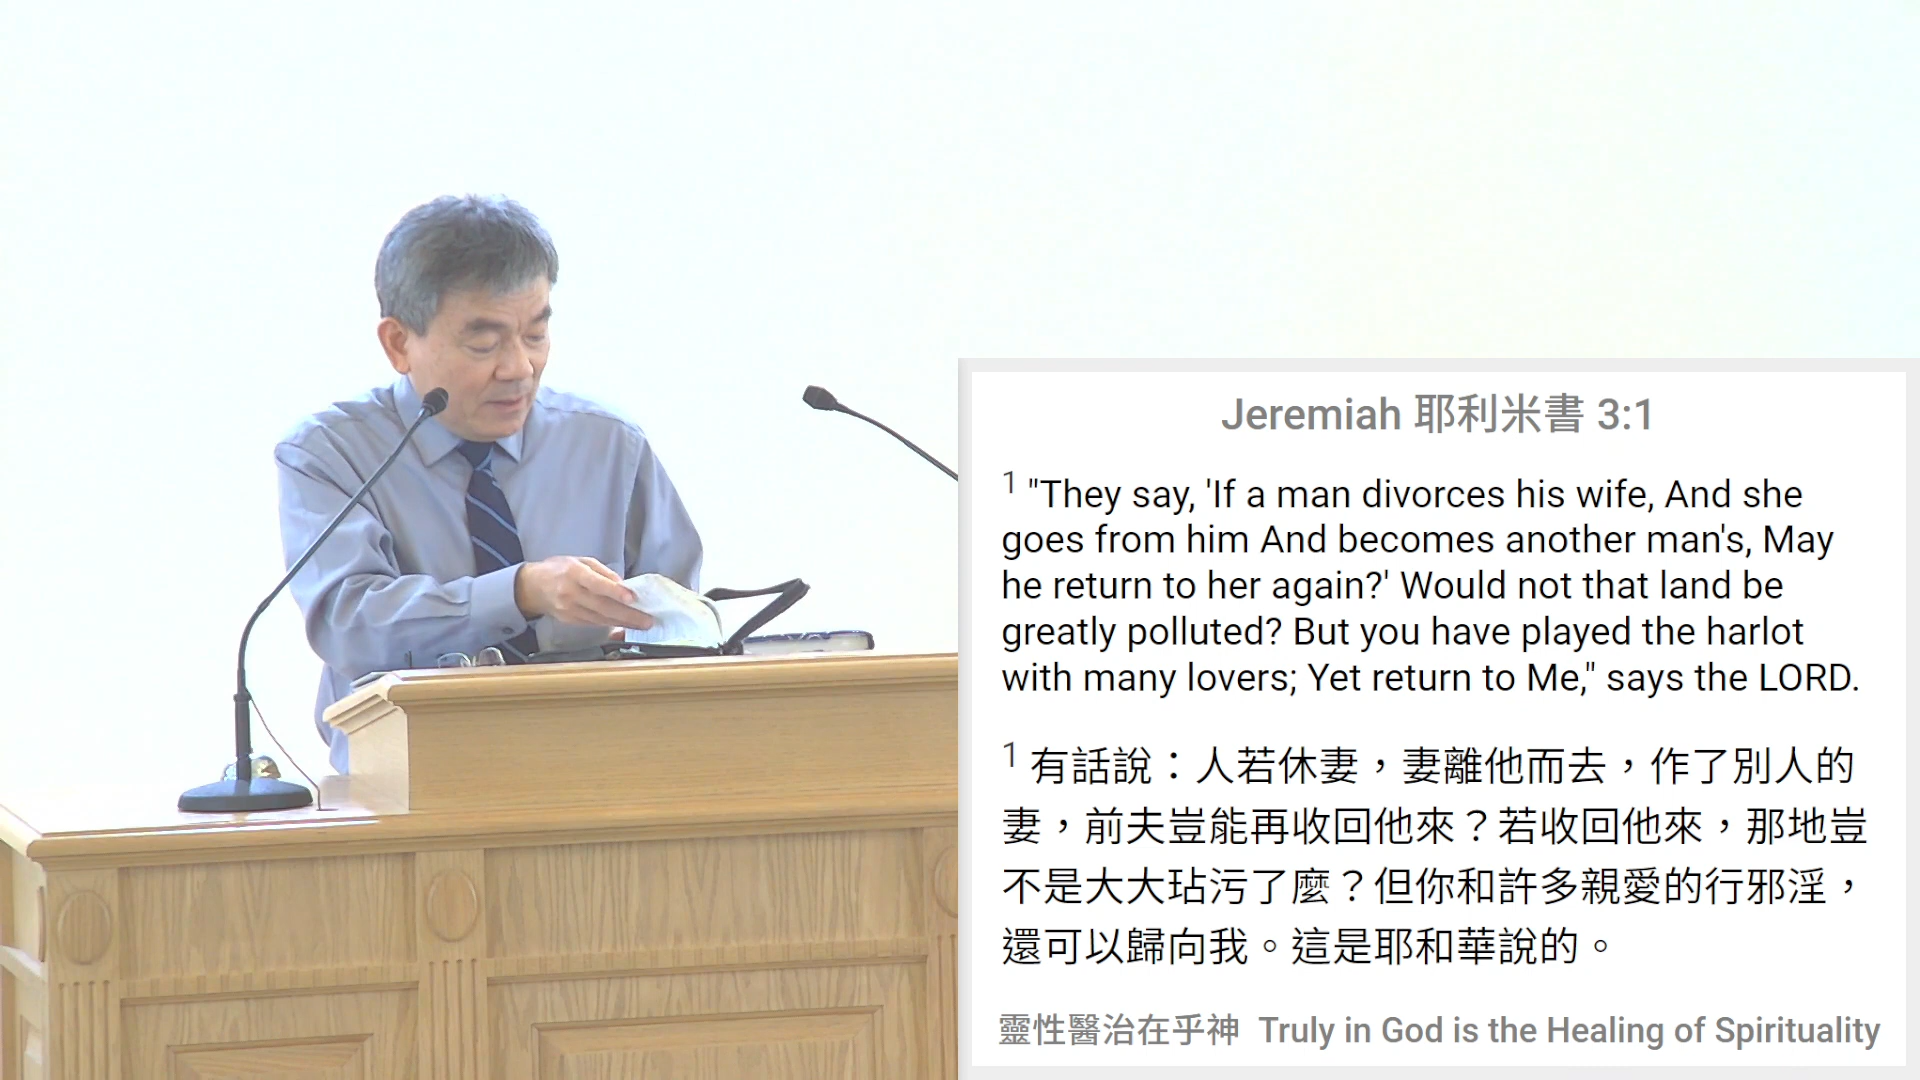 Jeremiah 耶利米書 3:1
1 "They say, 'If a man divorces his wife, And she
goes from him And becomes another man's, May
he return to her again?' Would not that land be
greatly polluted? But you have played the harlot
with many lovers; Yet return to Me," says the LORD.
1 有話說：人若休妻，妻離他而去，作了別人的
妻，前夫豈能再收回他來？若收回他來，那地豈
不是大大玷污了麼？但你和許多親愛的行邪淫，
還可以歸向我。這是耶和華說的。
靈性醫治在乎神 Truly in God is the Healing of Spirituality